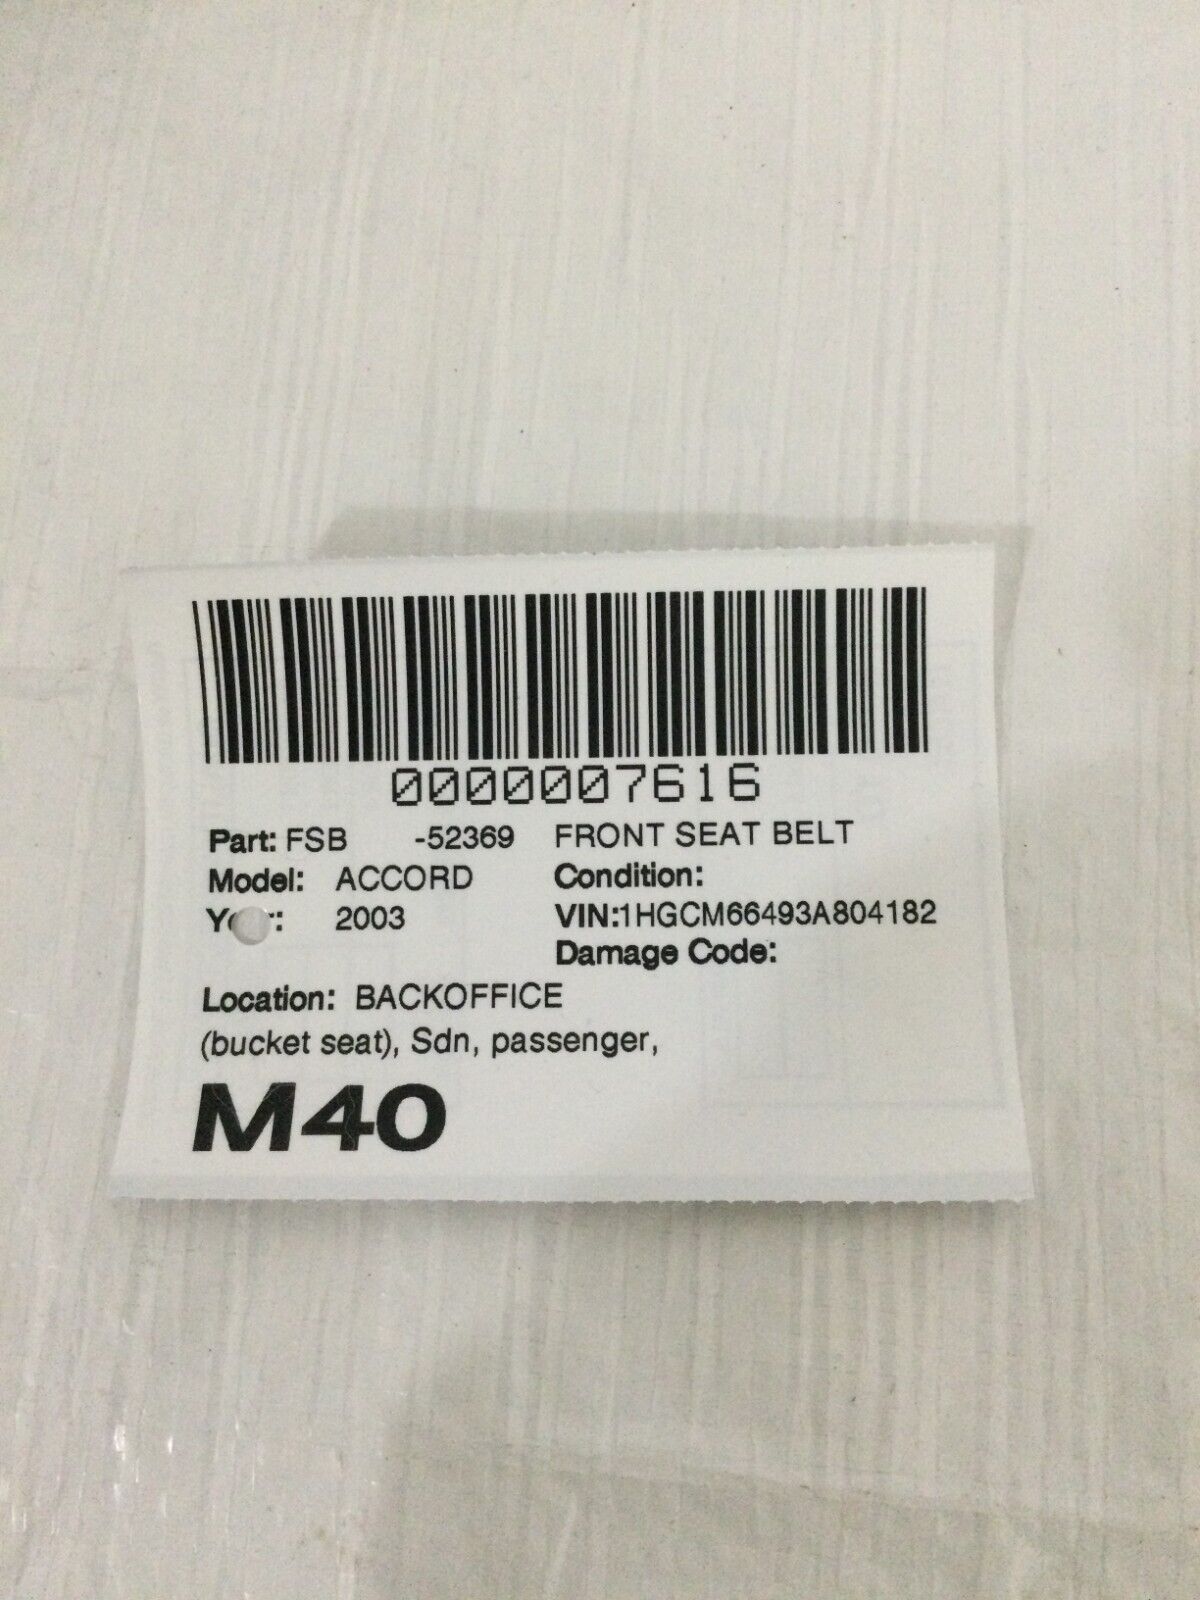 0000007616
Part: FSB -52369 FRONT SEAT BELT
Model: ACCORD Condition:
Year: 2003 VIN:1HGCM66493A804182
Damage Code:
Location: BACKOFFICE
(bucket seat), Sdn, passenger,
M40